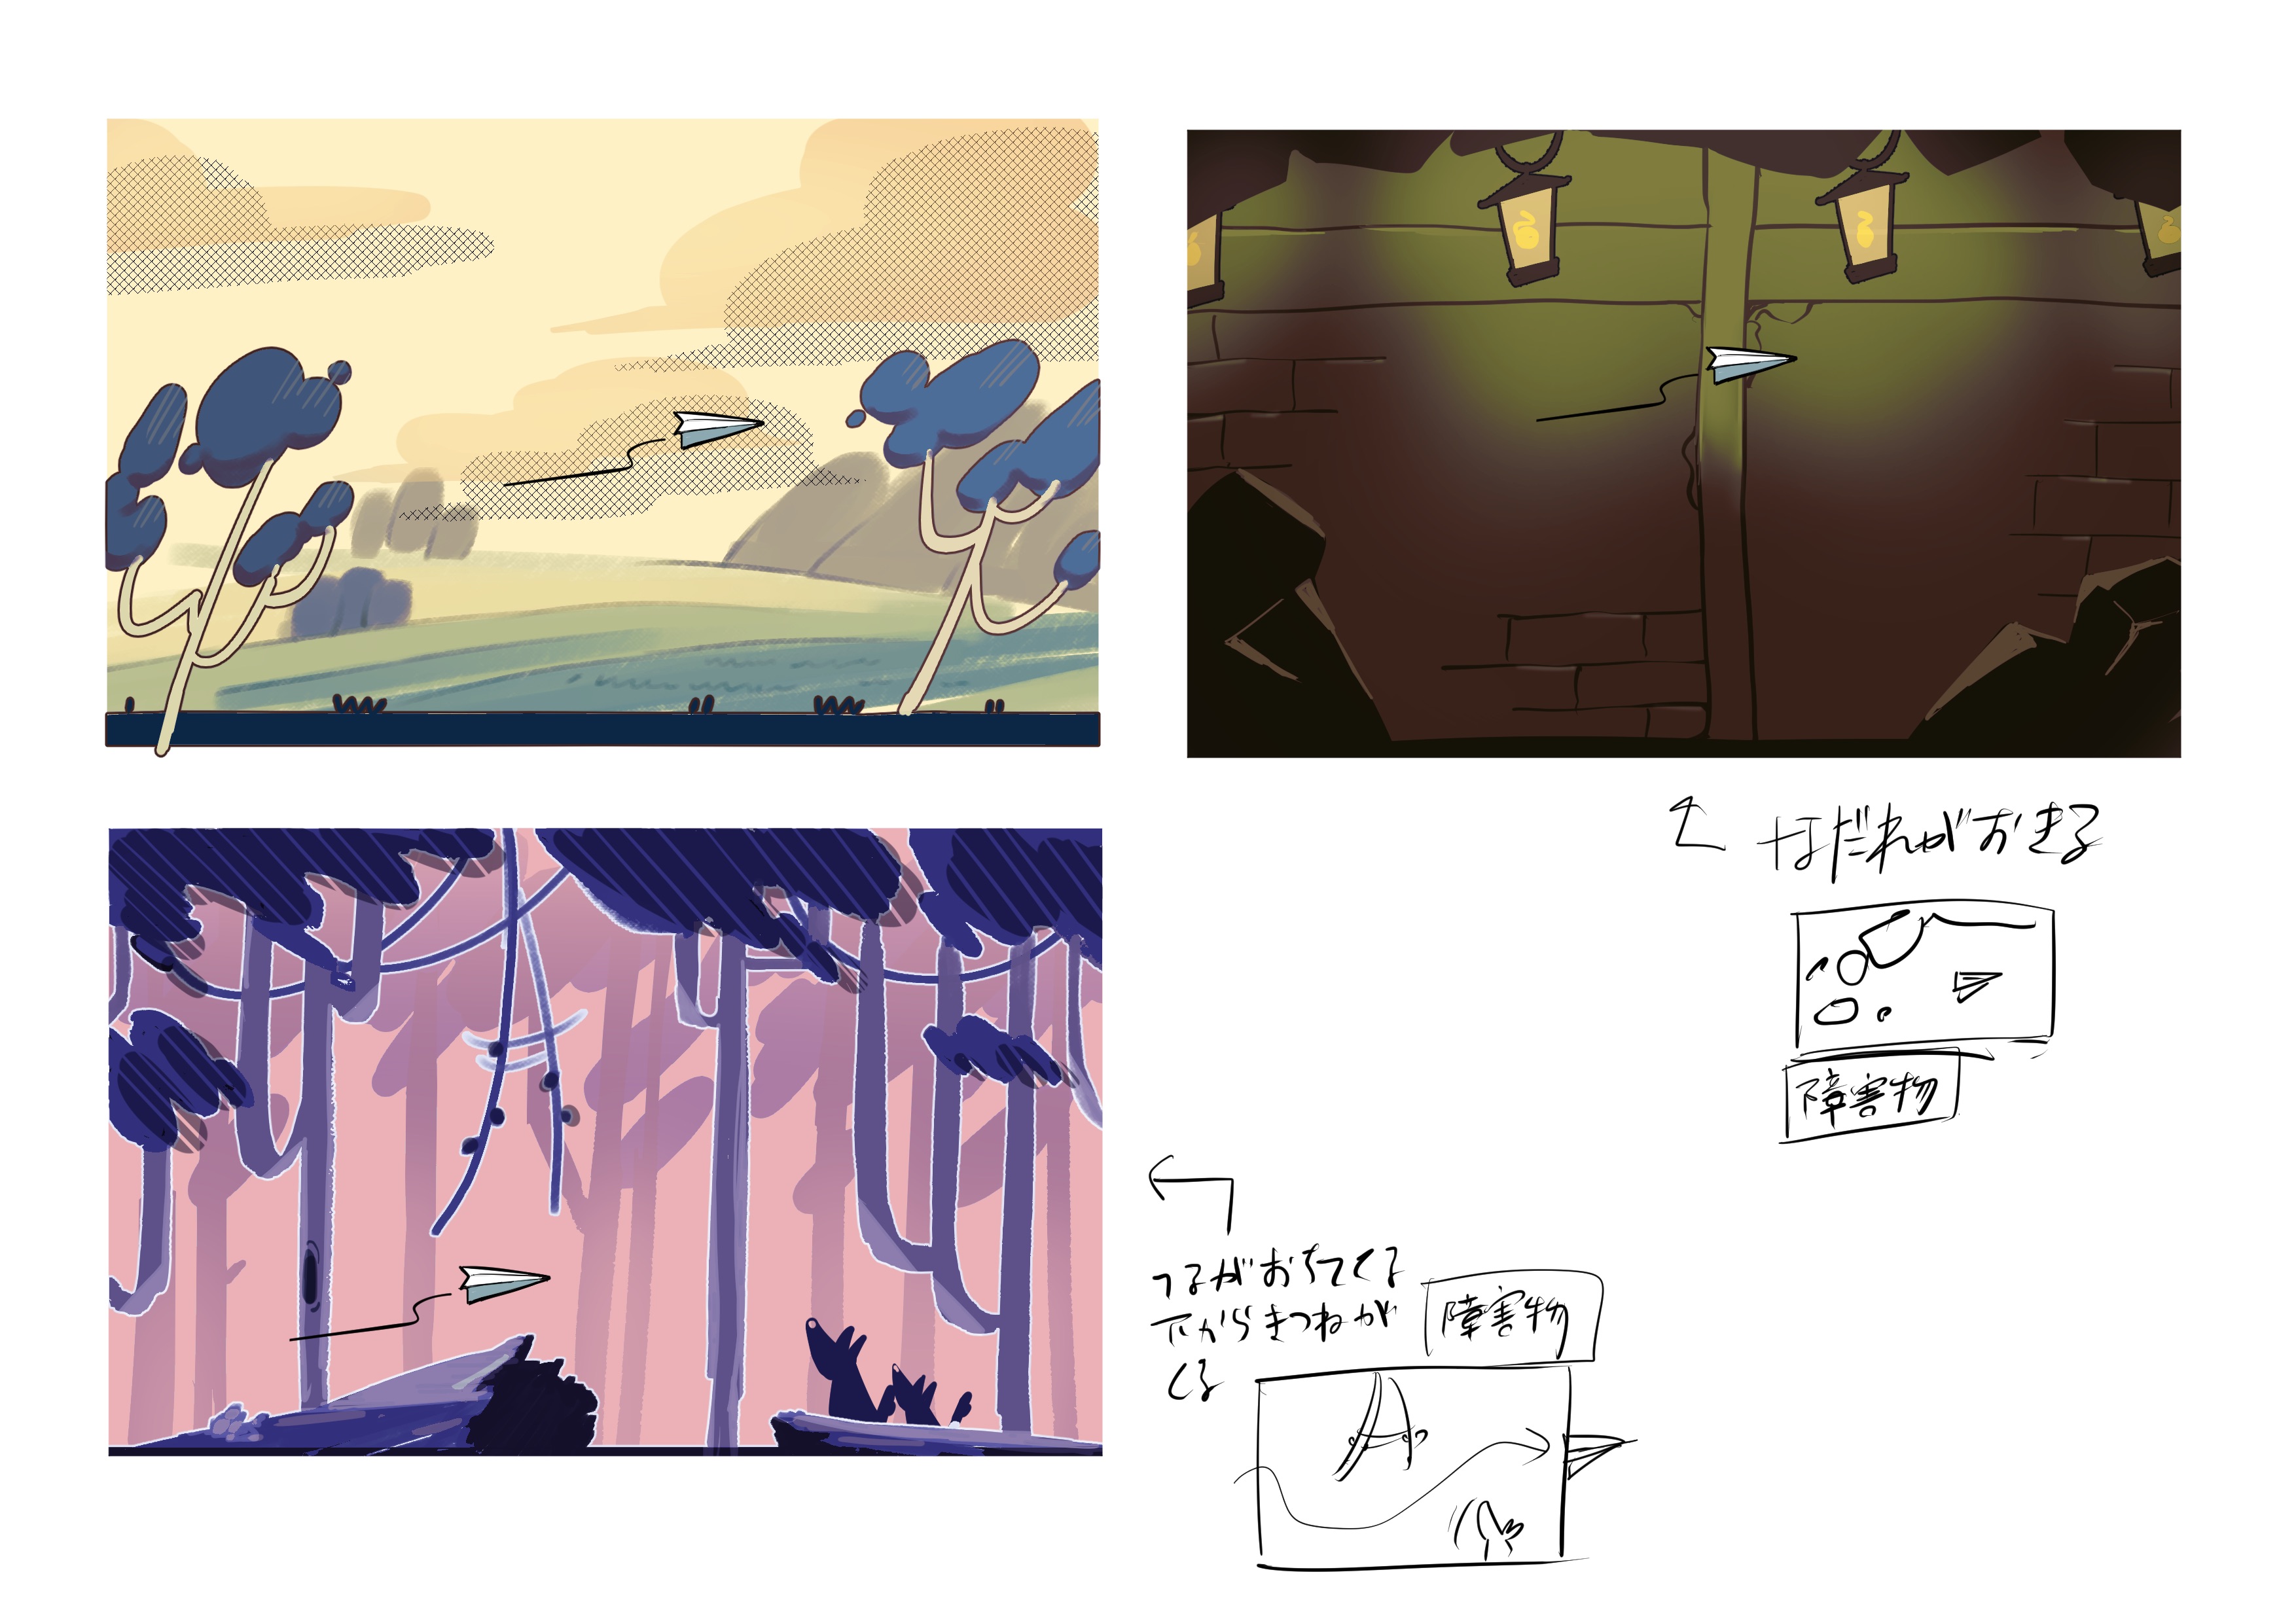 なだれがおきる
障害物
つるがおちてくる
下からきつねが
くる
障害物